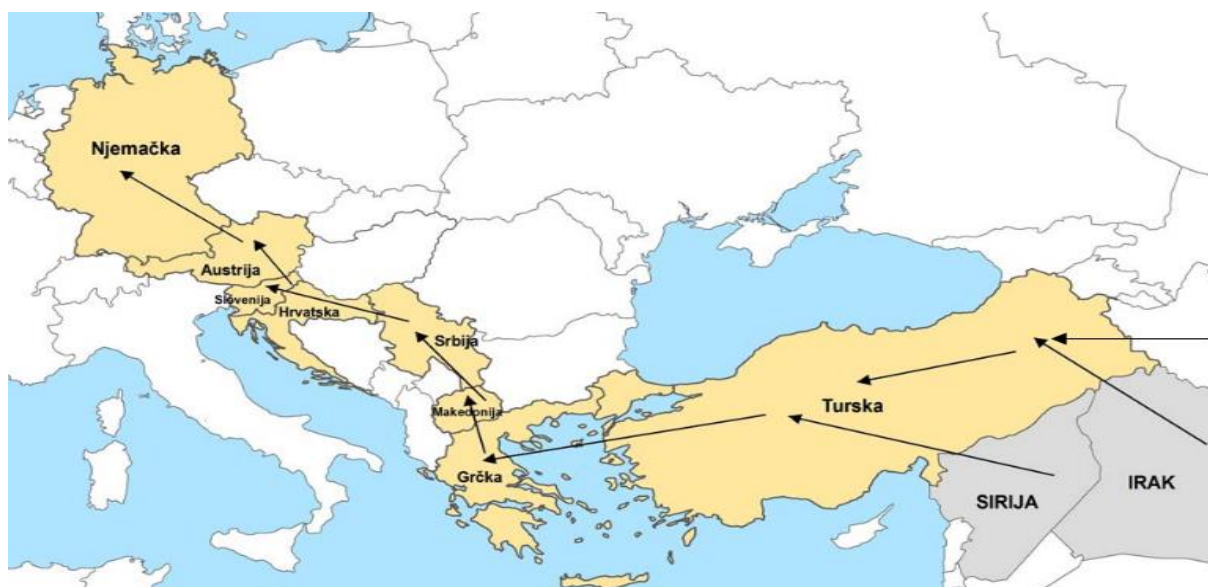 Njemačka
Austrija
Slovenija
Hrvatska
Srbija
Makedonija
Grčka
Turska
SIRIJA
IRAK